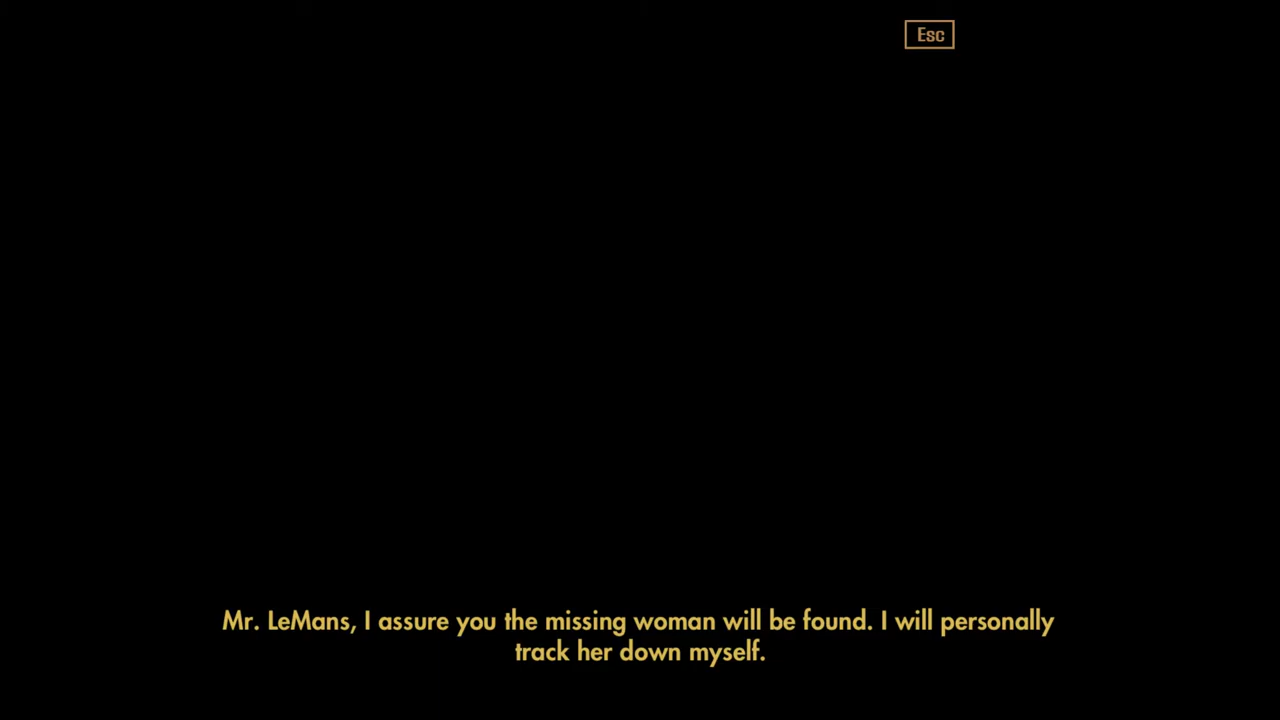 Esc
Mr. LeMans, I assure you the missing woman will be found. I will personally
track her down myself.